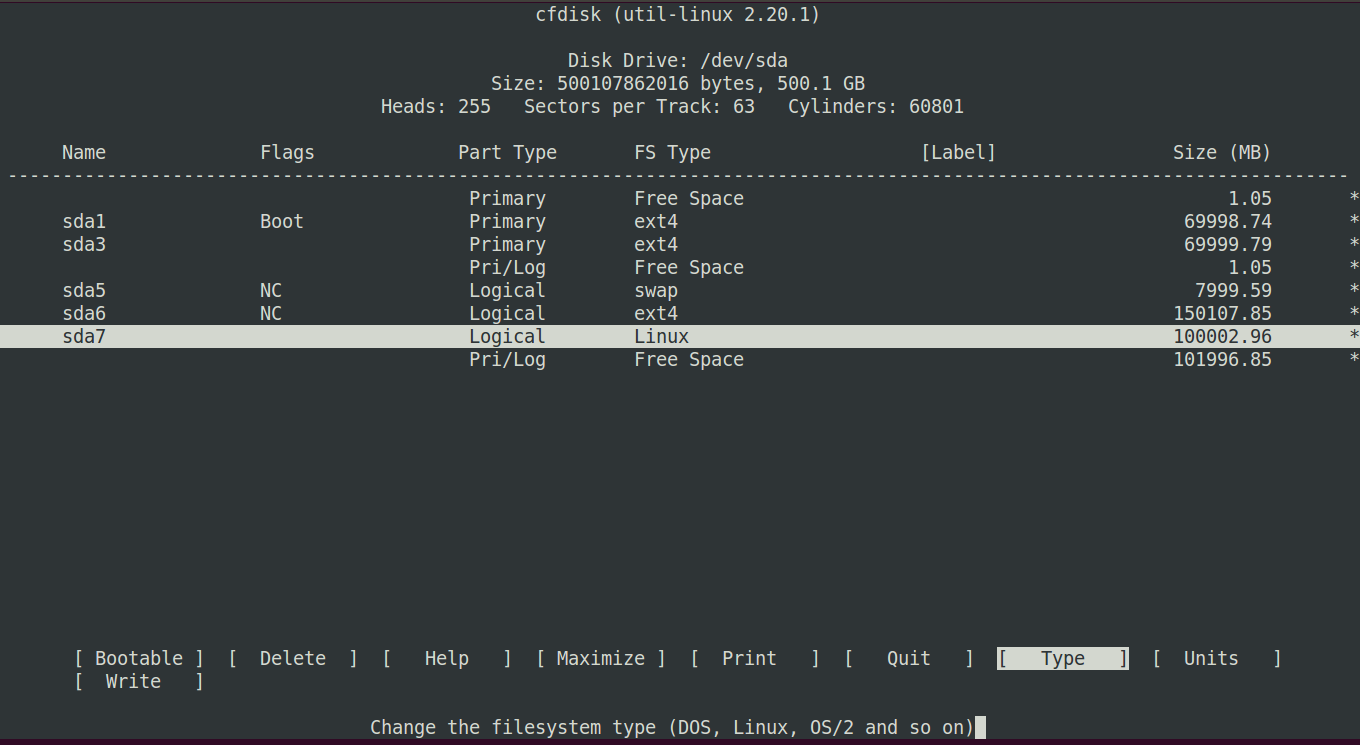 cfdisk (util-linux 2.20.1)
Disk Drive: /dev/sda
Size: 500107862016 bytes, 500.1 GB
Heads: 255   Sectors per Track: 63   Cylinders: 60801
Name   Flags   Part Type   FS Type   [Label]   Size (MB)
--------------------------------------------------------------------------------------------------------------------------
Primary   Free Space   1.05   *
sda1   Boot   Primary   ext4   69998.74   *
sda3   Primary   ext4   69999.79   *
Pri/Log   Free Space   1.05   *
sda5   NC   Logical   swap   7999.59   *
sda6   NC   Logical   ext4   150107.85   *
sda7   Logical   Linux   100002.96   *
Pri/Log   Free Space   101996.85   *
[ Bootable ]  [  Delete  ]  [   Help   ]  [ Maximize ]  [  Print   ]  [   Quit   ]  [   Type   ]  [  Units   ]
[  Write   ]
Change the filesystem type (DOS, Linux, OS/2 and so on)